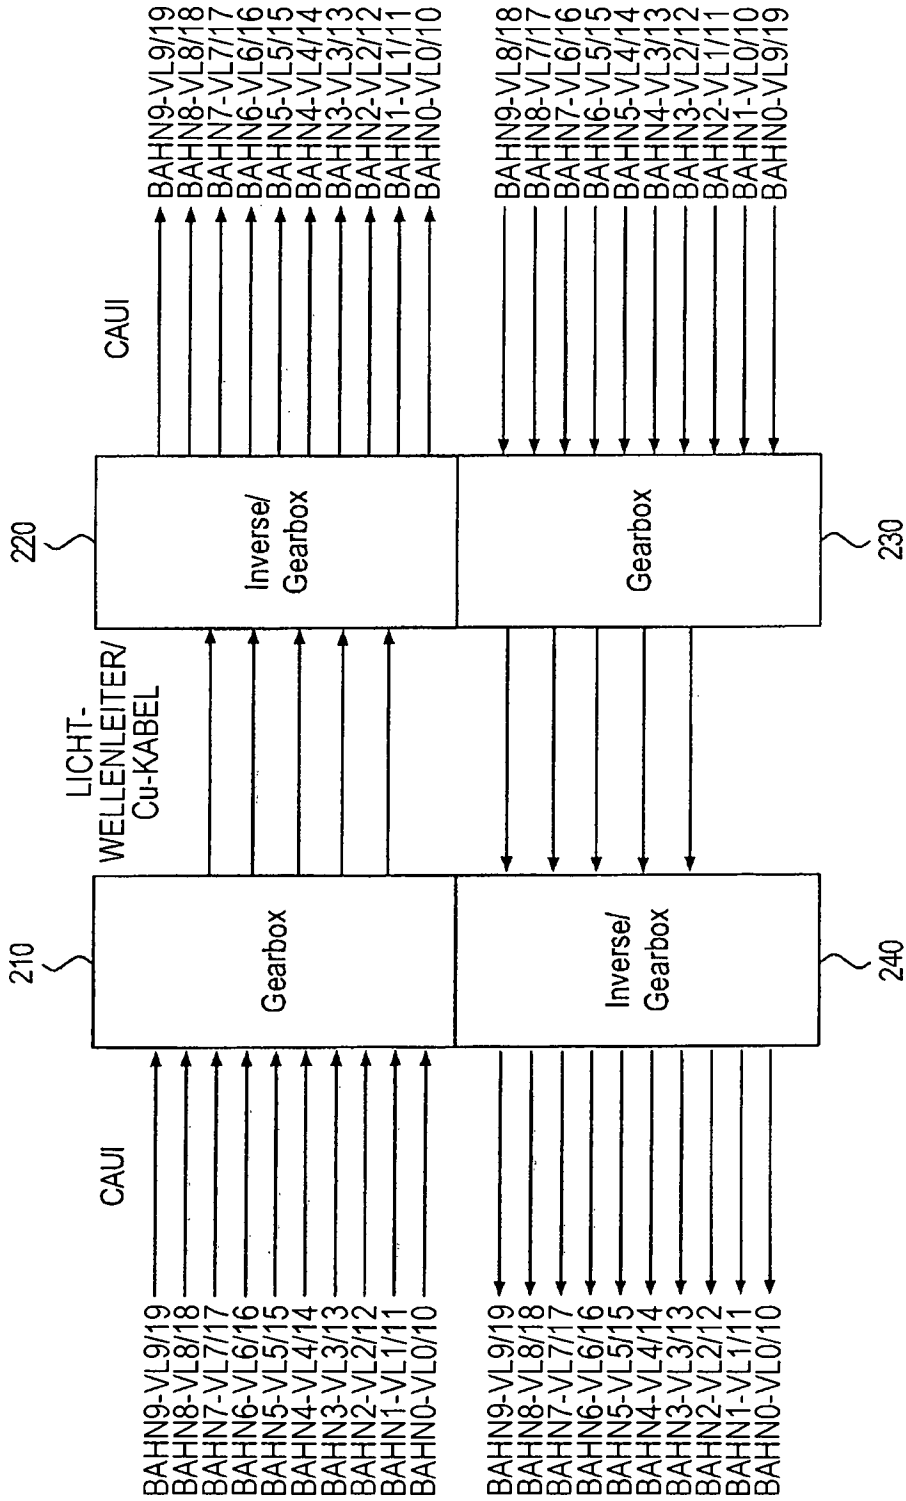 210
220
CAUI
LICHT-
WELLENLEITER/
Cu-KABEL
CAUI
BAHN9-VL9/19
BAHN8-VL8/18
BAHN7-VL7/17
BAHN6-VL6/16
BAHN5-VL5/15
BAHN4-VL4/14
BAHN3-VL3/13
BAHN2-VL2/12
BAHN1-VL1/11
BAHN0-VL0/10
Gearbox
Inverse/
Gearbox
BAHN9-VL9/19
BAHN8-VL8/18
BAHN7-VL7/17
BAHN6-VL6/16
BAHN5-VL5/15
BAHN4-VL4/14
BAHN3-VL3/13
BAHN2-VL2/12
BAHN1-VL1/11
BAHN0-VL0/10
BAHN9-VL9/19
BAHN8-VL8/18
BAHN7-VL7/17
BAHN6-VL6/16
BAHN5-VL5/15
BAHN4-VL4/14
BAHN3-VL3/13
BAHN2-VL2/12
BAHN1-VL1/11
BAHN0-VL0/10
Inverse/
Gearbox
Gearbox
BAHN9-VL8/18
BAHN8-VL7/17
BAHN7-VL6/16
BAHN6-VL5/15
BAHN5-VL4/14
BAHN4-VL3/13
BAHN3-VL2/12
BAHN2-VL1/11
BAHN1-VL0/10
BAHN0-VL9/19
240
230